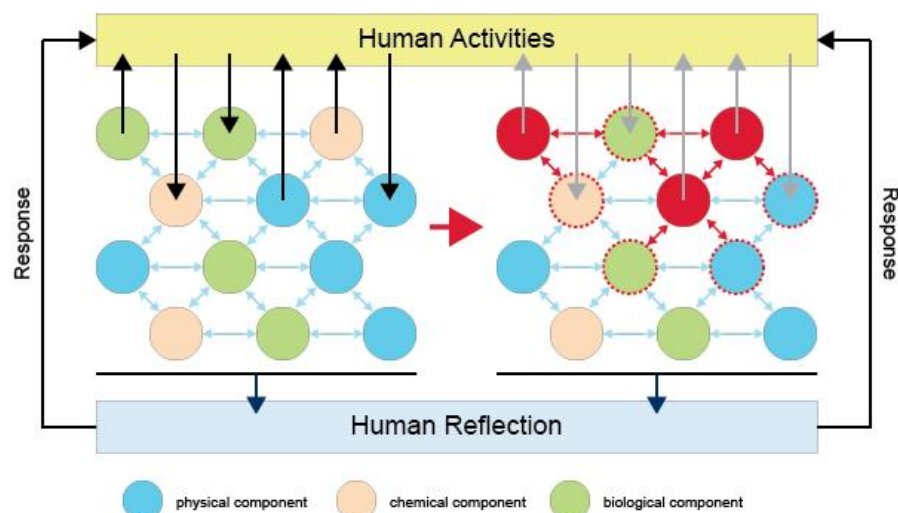 Human Activities
Response
Response
Human Reflection
physical component
chemical component
biological component